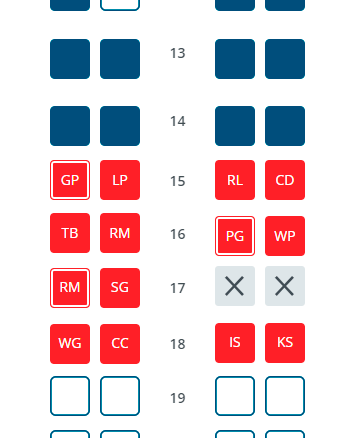 13
14
GP LP 15 RL CD
TB RM 16 PG WP
RM SG 17
WG CC 18 IS KS
19